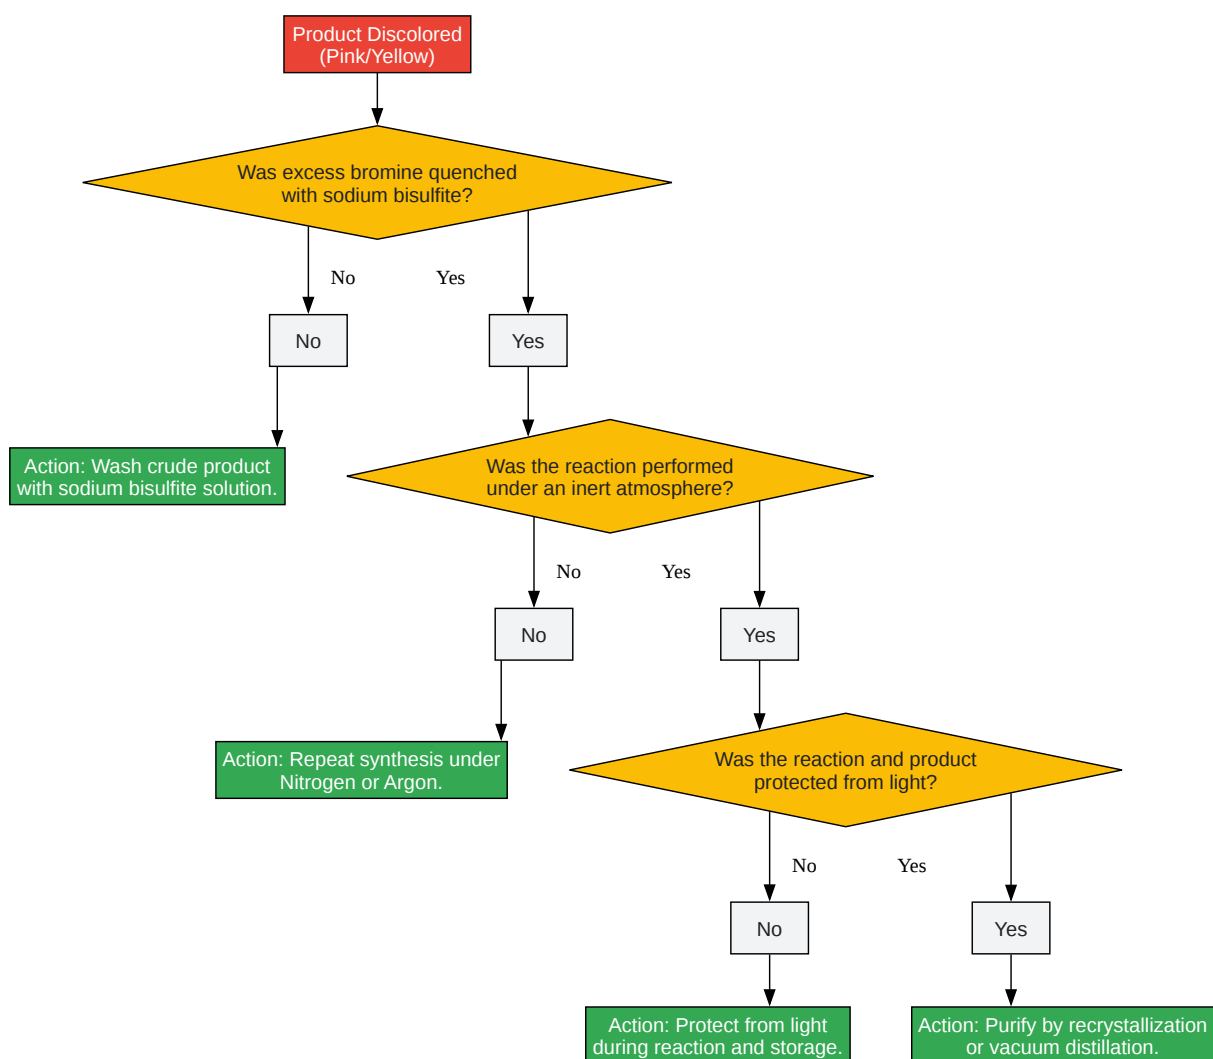 Product Discolored
(Pink/Yellow)
Was excess bromine quenched
with sodium bisulfite?
No
Yes
No
Yes
Action: Wash crude product
with sodium bisulfite solution.
Was the reaction performed
under an inert atmosphere?
No
Yes
No
Yes
Action: Repeat synthesis under
Nitrogen or Argon.
Was the reaction and product
protected from light?
No
Yes
No
Yes
Action: Protect from light
during reaction and storage.
Action: Purify by recrystallization
or vacuum distillation.